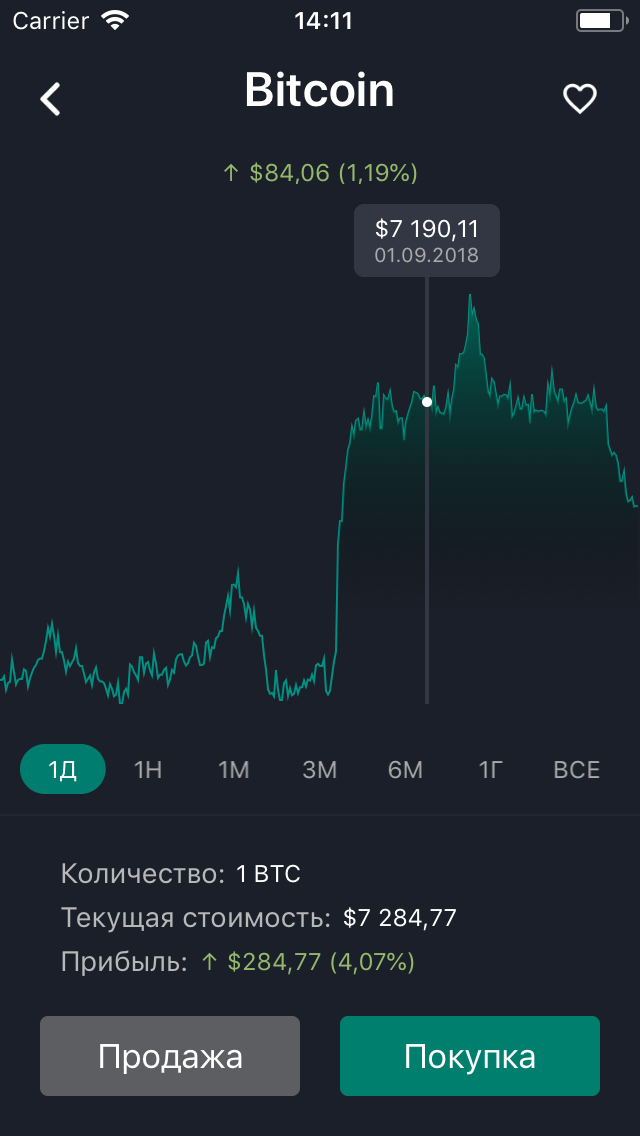 Carrier 14:11
Bitcoin
↑ $84,06 (1,19%)
$7 190,11
01.09.2018
1Д 1Н 1М 3М 6М 1Г ВСЕ
Количество: 1 BTC
Текущая стоимость: $7 284,77
Прибыль: ↑ $284,77 (4,07%)
Продажа Покупка